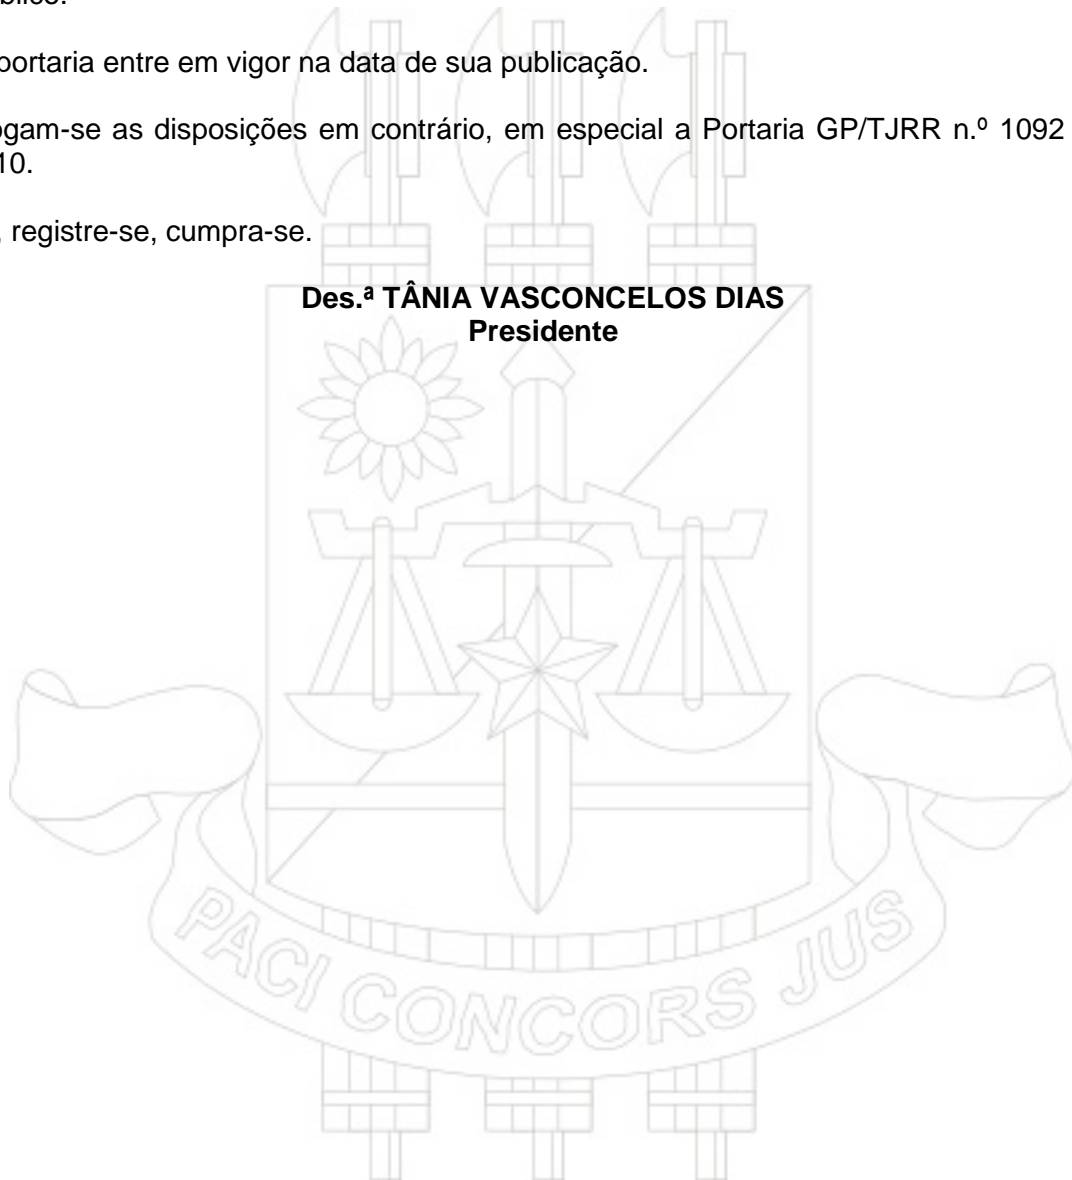 portaria entre em vigor na data de sua publicação.
ogam-se as disposições em contrário, em especial a Portaria GP/TJRR n.º 1092
10.
, registre-se, cumpra-se.
Des.ª TÂNIA VASCONCELOS DIAS
Presidente
PACI CONCORS JUS